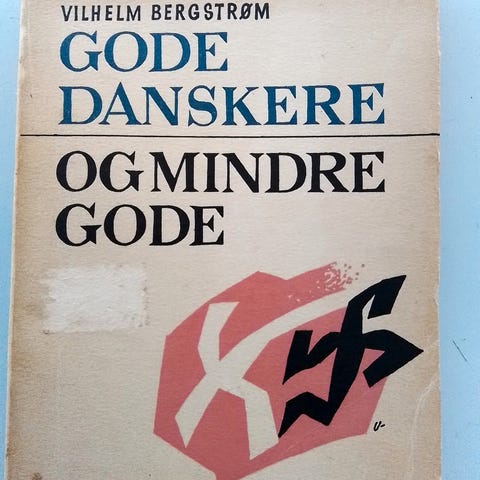 VILHELM BERGSTRØM
GODE
DANSKERE
OG MINDRE
GODE